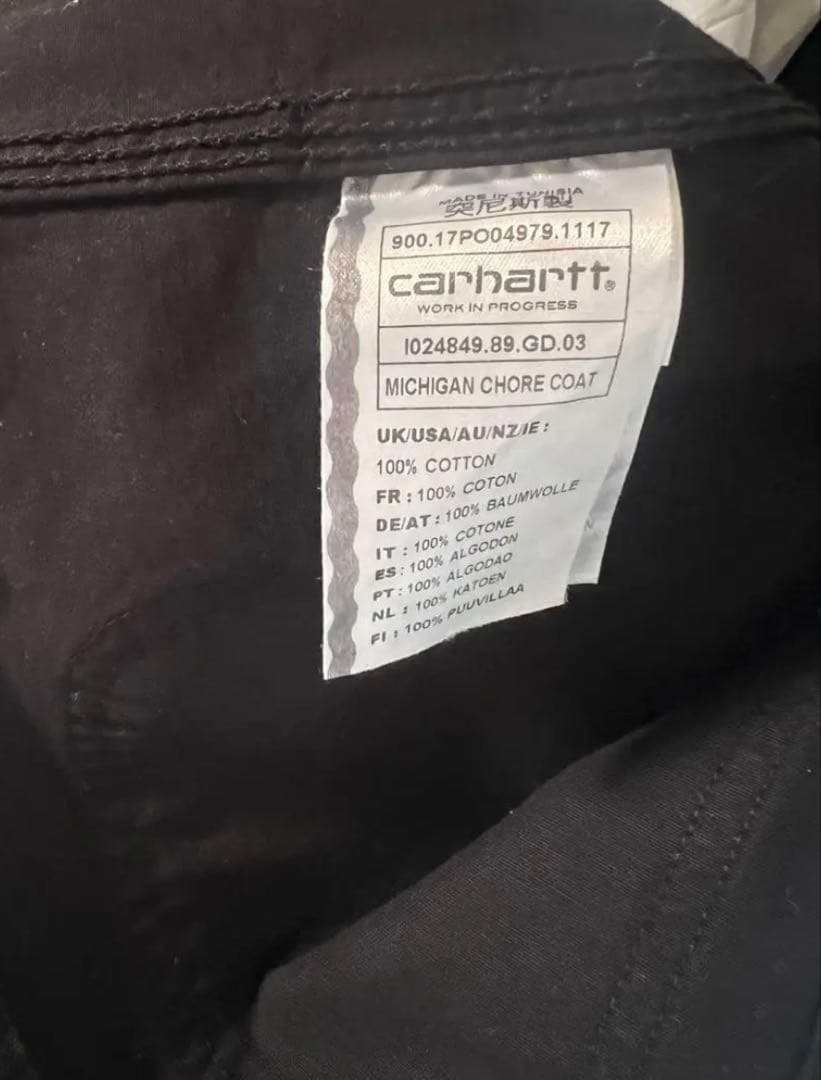 MADE IN TUNISIA
突尼斯製
900.17PO04979.1117
carhartt®
WORK IN PROGRESS
I024849.89.GD.03
MICHIGAN CHORE COAT
UK/USA/AU/NZ/IE :
100% COTTON
FR : 100% COTON
DE/AT : 100% BAUMWOLLE
IT : 100% COTONE
ES : 100% ALGODON
PT : 100% ALGODAO
NL : 100% KATOEN
FI : 100% PUUVILLAA
N